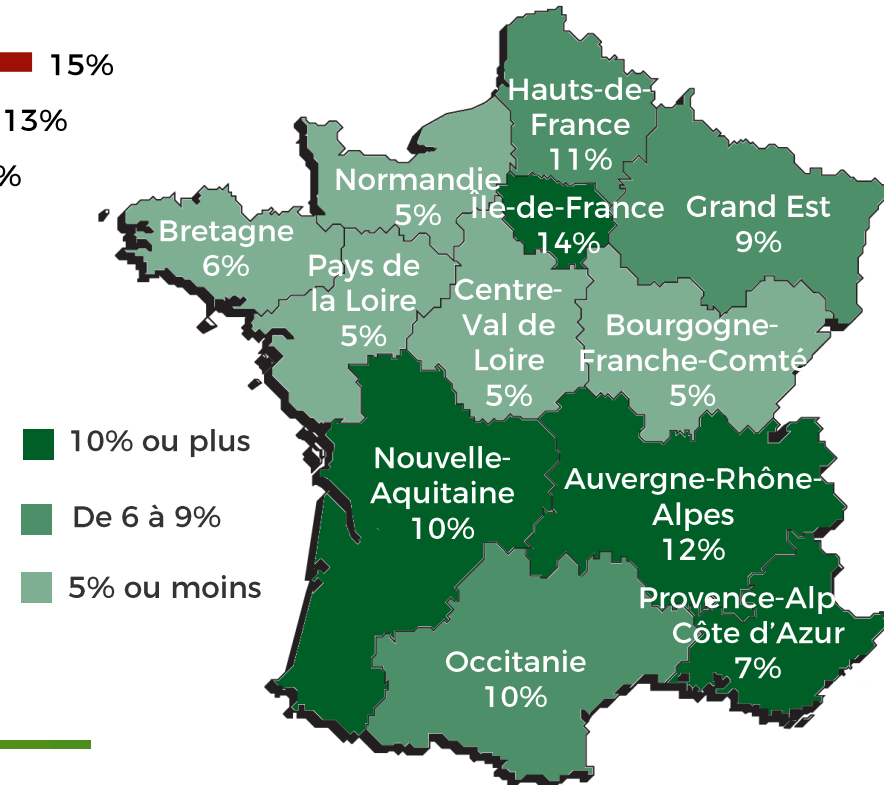 15%
13%
%
Hauts-de-
France
11%
Normandie
5%
Île-de-France
14%
Grand Est
9%
Bretagne
6%
Pays de
la Loire
5%
Centre-
Val de
Loire
5%
Bourgogne-
Franche-Comté
5%
10% ou plus
De 6 à 9%
5% ou moins
Nouvelle-
Aquitaine
10%
Auvergne-Rhône-
Alpes
12%
Provence-Alp
Côte d'Azur
7%
Occitanie
10%